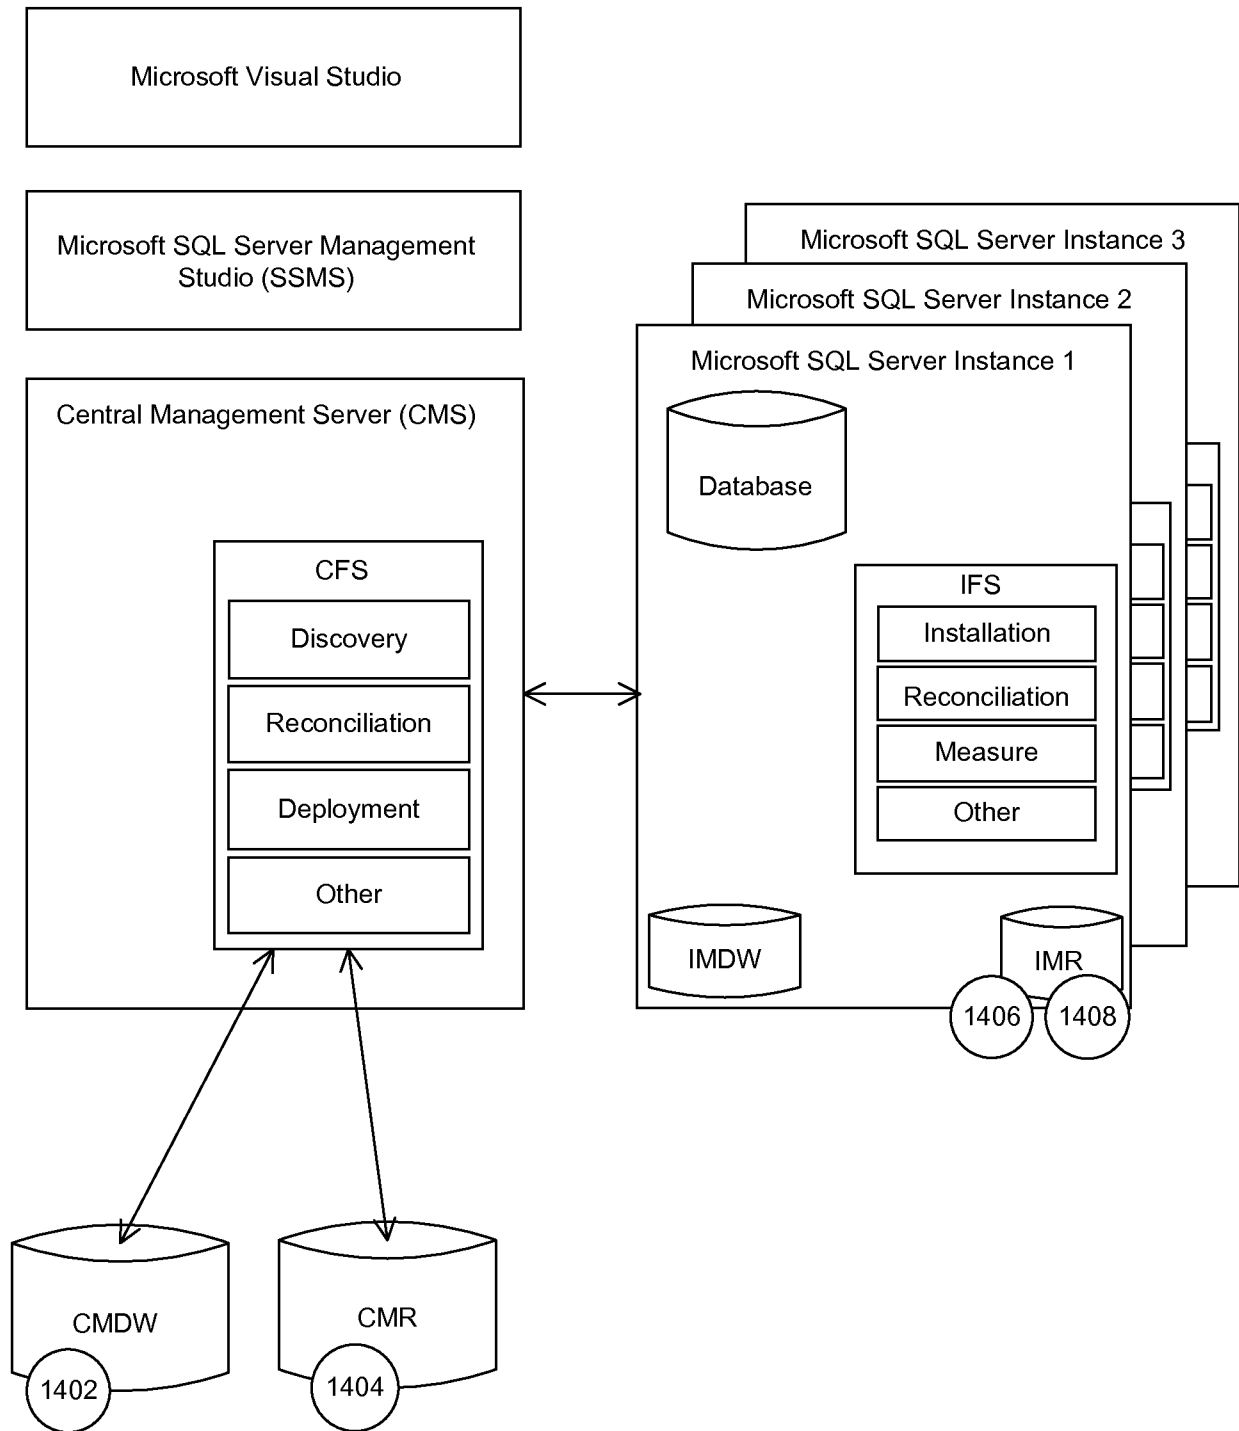 Microsoft Visual Studio
Microsoft SQL Server Management
Studio (SSMS)
Central Management Server (CMS)
CFS
Discovery
Reconciliation
Deployment
Other
Microsoft SQL Server Instance 3
Microsoft SQL Server Instance 2
Microsoft SQL Server Instance 1
Database
IFS
Installation
Reconciliation
Measure
Other
IMDW
IMR
1406
1408
CMDW
CMR
1402
1404